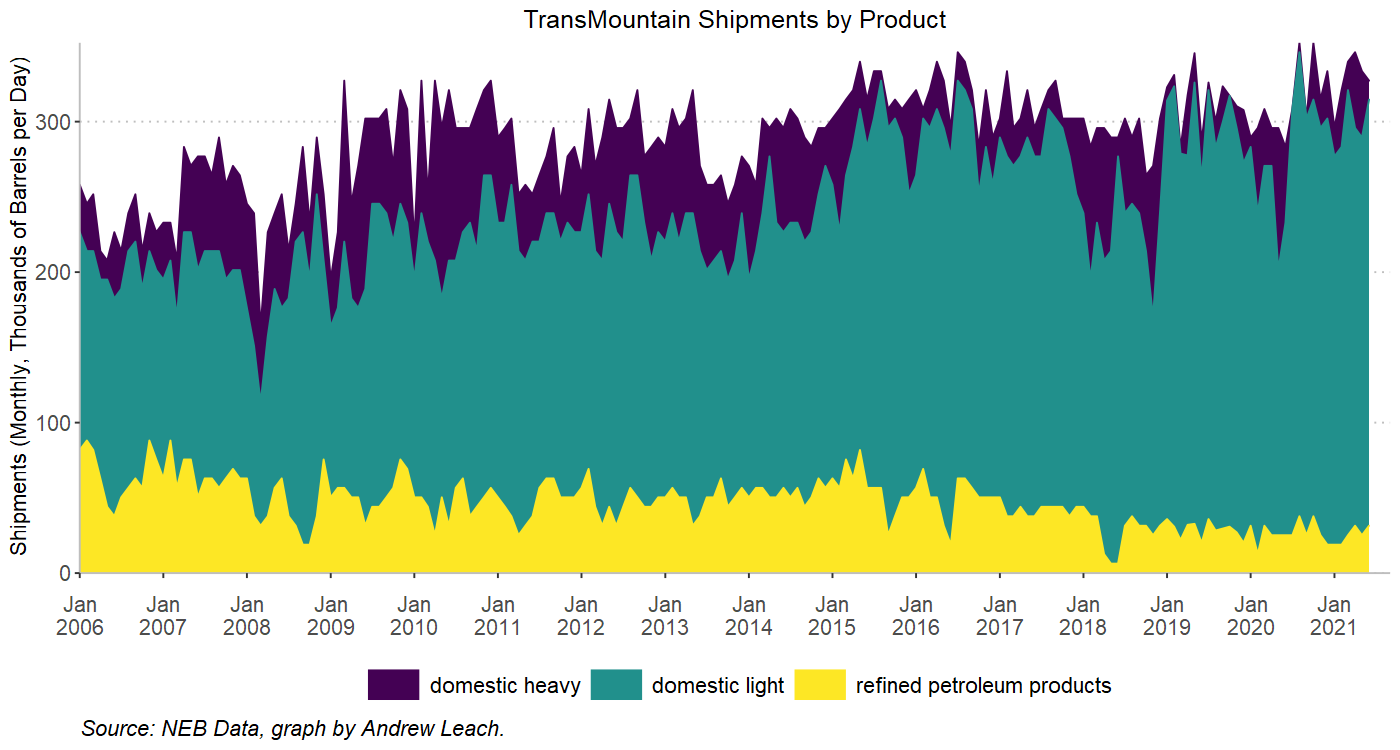 TransMountain Shipments by Product
Shipments (Monthly, Thousands of Barrels per Day)
300
200
100
0
Jan 2006
Jan 2007
Jan 2008
Jan 2009
Jan 2010
Jan 2011
Jan 2012
Jan 2013
Jan 2014
Jan 2015
Jan 2016
Jan 2017
Jan 2018
Jan 2019
Jan 2020
Jan 2021
domestic heavy
domestic light
refined petroleum products
Source: NEB Data, graph by Andrew Leach.